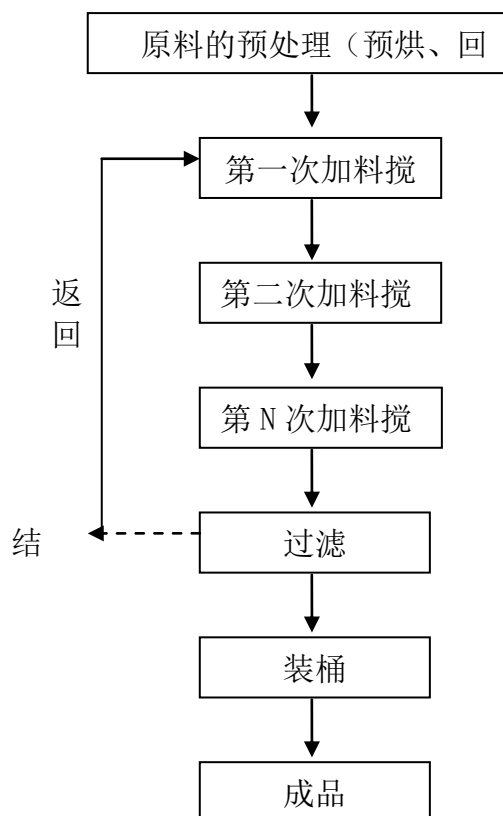 原料的预处理（预烘、回
第一次加料搅
第二次加料搅
返
回
第 N 次加料搅
结
过滤
装桶
成品